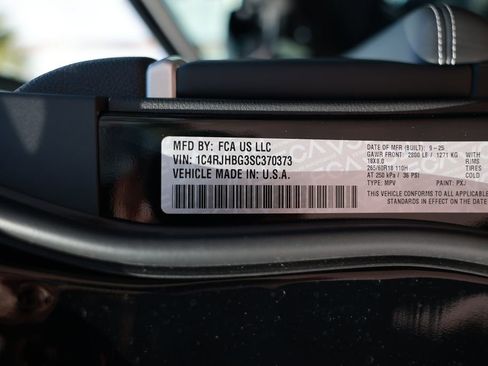 MFD BY: FCA US LLC
VIN: 1C4RJHBG3SC370373
VEHICLE MADE IN: U.S.A.
DATE OF MFR (BUILT): 9-25
GAWR FRONT: 2800 LB / 1271 KG WITH
18X8.0 RIMS
265/60R18 110H TIRES
AT 250 kPa / 36 PSI COLD
TYPE: MPV PAINT: PXJ
THIS VEHICLE CONFORMS TO ALL APPLICABLE
STANDARDS IN EFFECT ON THE DATE